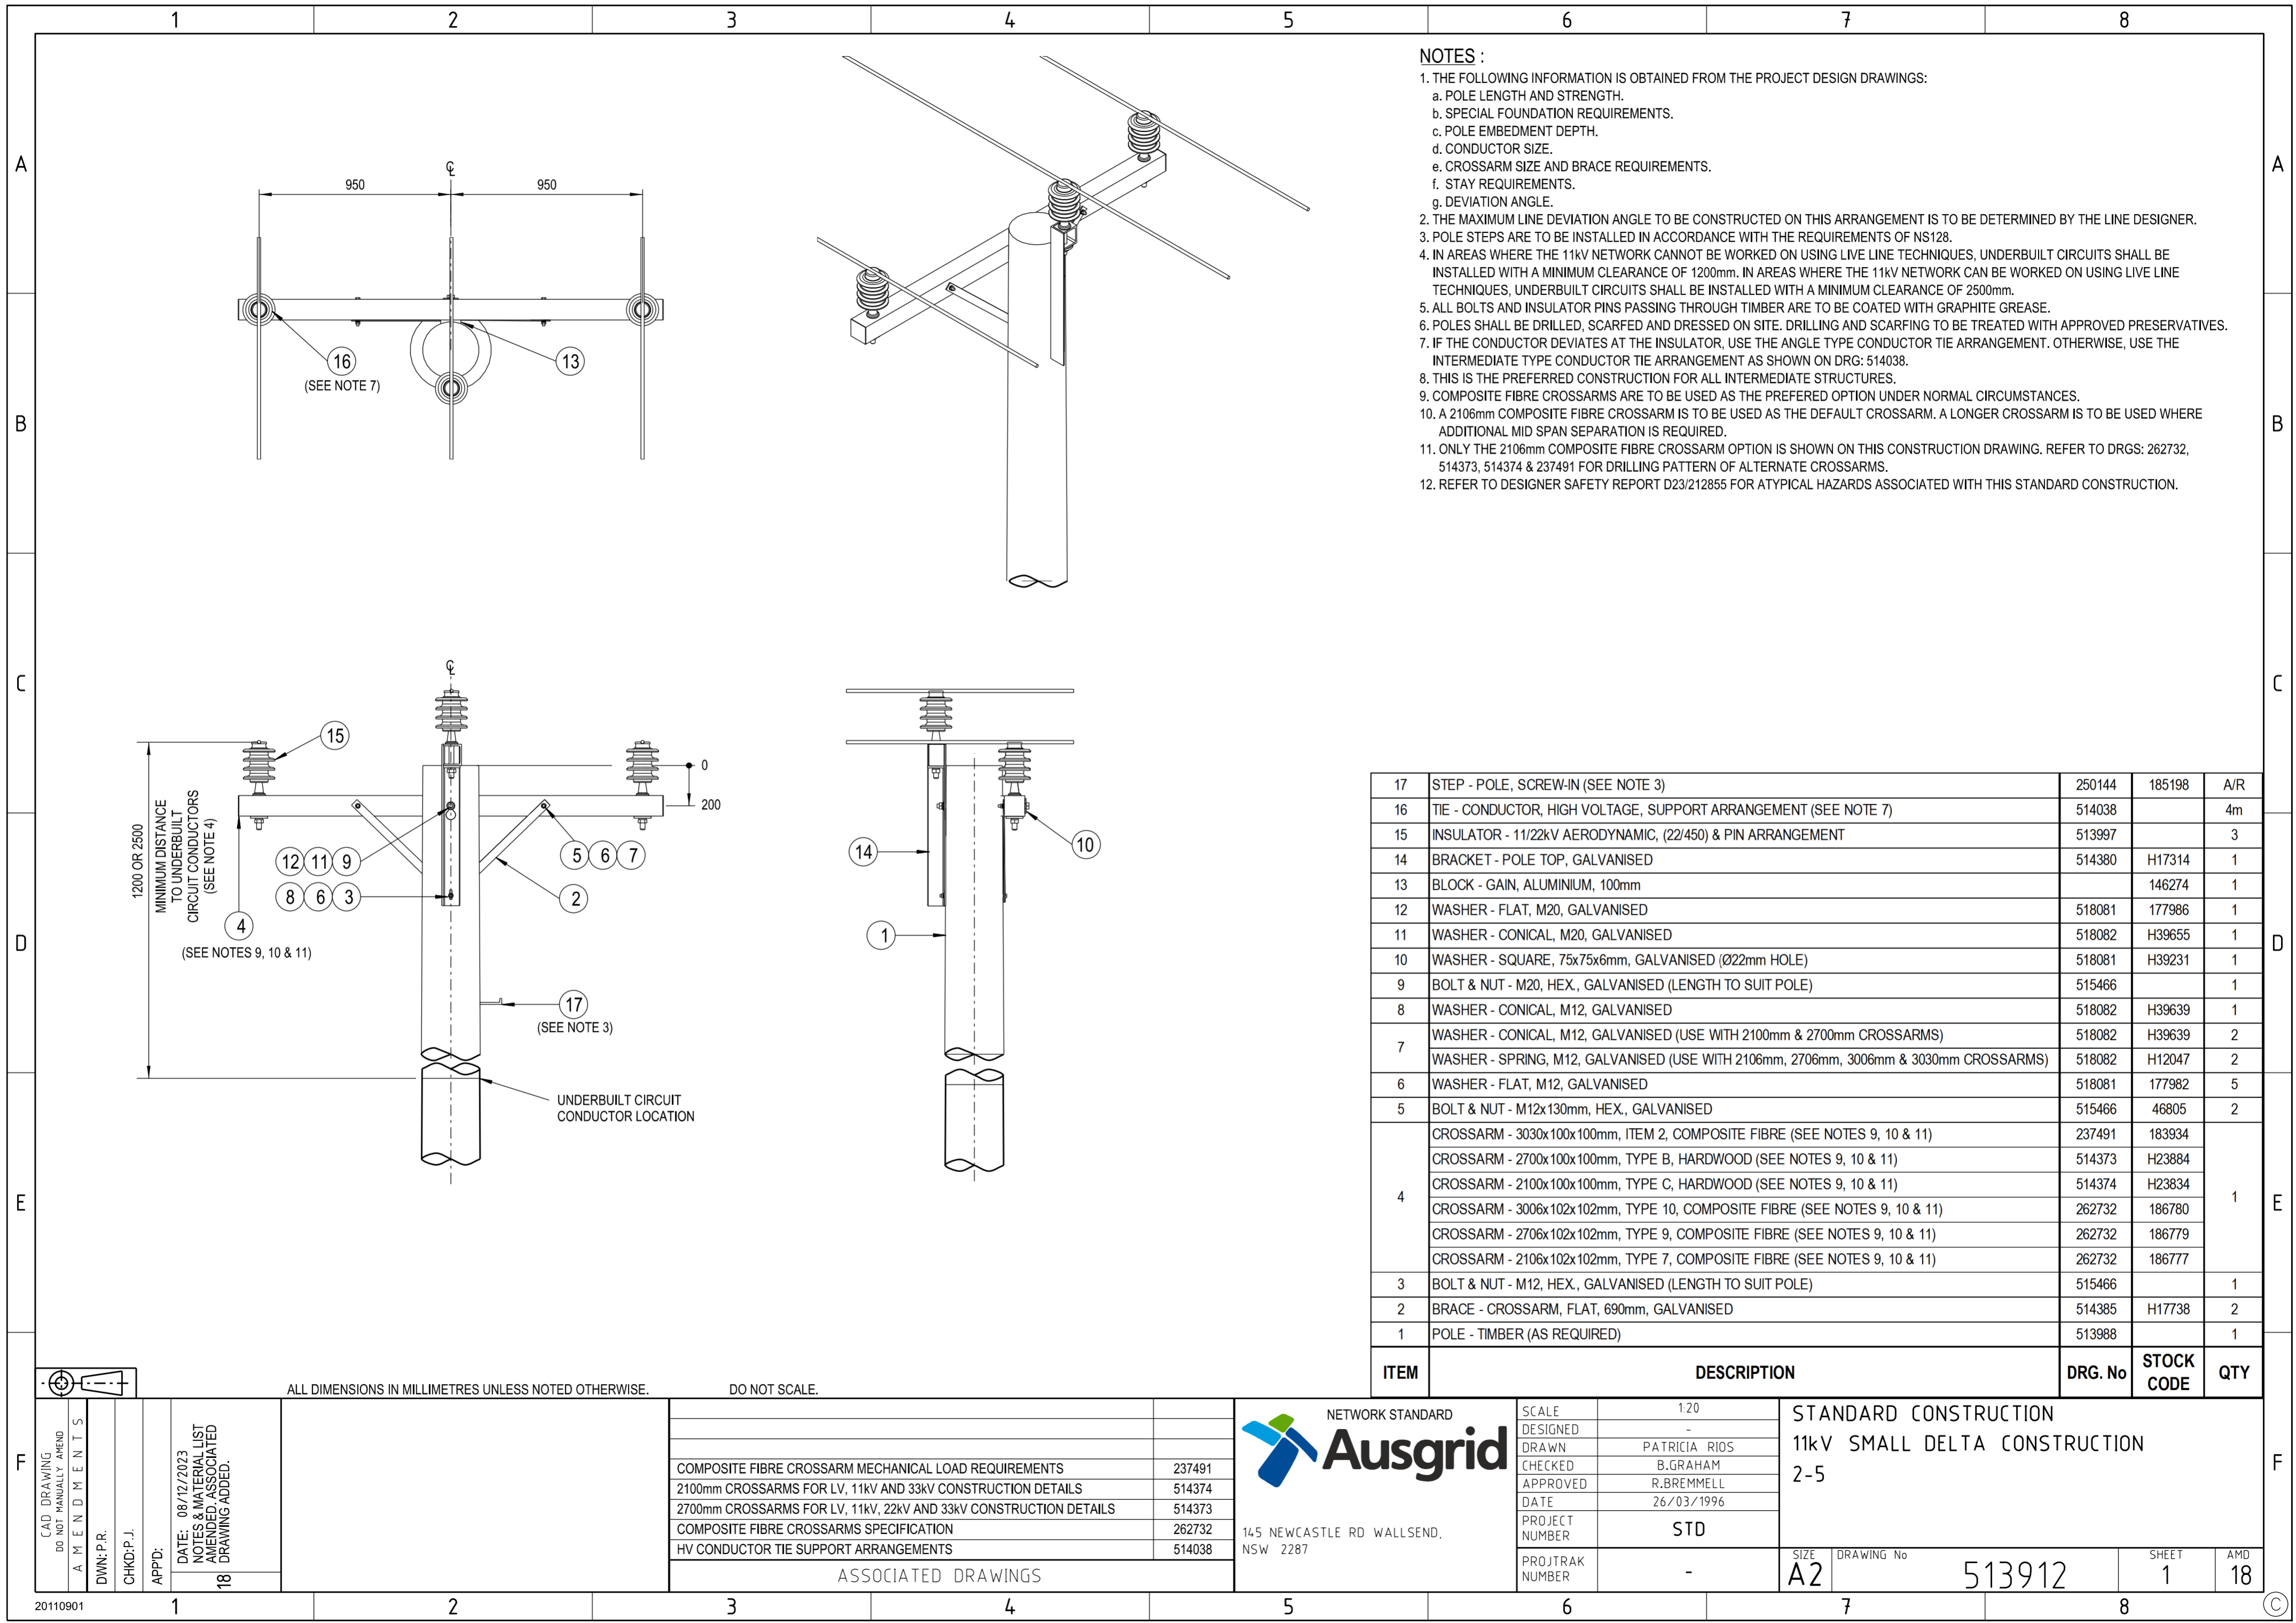 1 2 3 4 5 6 7 8
A
B
C
D
E
F
A
B
C
D
E
F
NOTES :
1. THE FOLLOWING INFORMATION IS OBTAINED FROM THE PROJECT DESIGN DRAWINGS:
a. POLE LENGTH AND STRENGTH.
b. SPECIAL FOUNDATION REQUIREMENTS.
c. POLE EMBEDMENT DEPTH.
d. CONDUCTOR SIZE.
e. CROSSARM SIZE AND BRACE REQUIREMENTS.
f. STAY REQUIREMENTS.
g. DEVIATION ANGLE.
2. THE MAXIMUM LINE DEVIATION ANGLE TO BE CONSTRUCTED ON THIS ARRANGEMENT IS TO BE DETERMINED BY THE LINE DESIGNER.
3. POLE STEPS ARE TO BE INSTALLED IN ACCORDANCE WITH THE REQUIREMENTS OF NS128.
4. IN AREAS WHERE THE 11kV NETWORK CANNOT BE WORKED ON USING LIVE LINE TECHNIQUES, UNDERBUILT CIRCUITS SHALL BE
INSTALLED WITH A MINIMUM CLEARANCE OF 1200mm. IN AREAS WHERE THE 11kV NETWORK CAN BE WORKED ON USING LIVE LINE
TECHNIQUES, UNDERBUILT CIRCUITS SHALL BE INSTALLED WITH A MINIMUM CLEARANCE OF 2500mm.
5. ALL BOLTS AND INSULATOR PINS PASSING THROUGH TIMBER ARE TO BE COATED WITH GRAPHITE GREASE.
6. POLES SHALL BE DRILLED, SCARFED AND DRESSED ON SITE. DRILLING AND SCARFING TO BE TREATED WITH APPROVED PRESERVATIVES.
7. IF THE CONDUCTOR DEVIATES AT THE INSULATOR, USE THE ANGLE TYPE CONDUCTOR TIE ARRANGEMENT. OTHERWISE, USE THE
INTERMEDIATE TYPE CONDUCTOR TIE ARRANGEMENT AS SHOWN ON DRG: 514038.
8. THIS IS THE PREFERRED CONSTRUCTION FOR ALL INTERMEDIATE STRUCTURES.
9. COMPOSITE FIBRE CROSSARMS ARE TO BE USED AS THE PREFERED OPTION UNDER NORMAL CIRCUMSTANCES.
10. A 2106mm COMPOSITE FIBRE CROSSARM IS TO BE USED AS THE DEFAULT CROSSARM. A LONGER CROSSARM IS TO BE USED WHERE
ADDITIONAL MID SPAN SEPARATION IS REQUIRED.
11. ONLY THE 2106mm COMPOSITE FIBRE CROSSARM OPTION IS SHOWN ON THIS CONSTRUCTION DRAWING. REFER TO DRGS: 262732,
514373, 514374 & 237491 FOR DRILLING PATTERN OF ALTERNATE CROSSARMS.
12. REFER TO DESIGNER SAFETY REPORT D23/212855 FOR ATYPICAL HAZARDS ASSOCIATED WITH THIS STANDARD CONSTRUCTION.
℄
950 950
16
(SEE NOTE 7)
13
℄
15
0
200
1200 OR 2500
MINIMUM DISTANCE
TO UNDERBUILT
CIRCUIT CONDUCTORS
(SEE NOTE 4)
12 11 9
5 6 7
8 6 3
2
4
(SEE NOTES 9, 10 & 11)
17
(SEE NOTE 3)
UNDERBUILT CIRCUIT
CONDUCTOR LOCATION
14
10
1
17 STEP - POLE, SCREW-IN (SEE NOTE 3) 250144 185198 A/R
16 TIE - CONDUCTOR, HIGH VOLTAGE, SUPPORT ARRANGEMENT (SEE NOTE 7) 514038 4m
15 INSULATOR - 11/22kV AERODYNAMIC, (22/450) & PIN ARRANGEMENT 513997 3
14 BRACKET - POLE TOP, GALVANISED 514380 H17314 1
13 BLOCK - GAIN, ALUMINIUM, 100mm 146274 1
12 WASHER - FLAT, M20, GALVANISED 518081 177986 1
11 WASHER - CONICAL, M20, GALVANISED 518082 H39655 1
10 WASHER - SQUARE, 75x75x6mm, GALVANISED (Ø22mm HOLE) 518081 H39231 1
9 BOLT & NUT - M20, HEX., GALVANISED (LENGTH TO SUIT POLE) 515466 1
8 WASHER - CONICAL, M12, GALVANISED 518082 H39639 1
7 WASHER - CONICAL, M12, GALVANISED (USE WITH 2100mm & 2700mm CROSSARMS) 518082 H39639 2
WASHER - SPRING, M12, GALVANISED (USE WITH 2106mm, 2706mm, 3006mm & 3030mm CROSSARMS) 518082 H12047 2
6 WASHER - FLAT, M12, GALVANISED 518081 177982 5
5 BOLT & NUT - M12x130mm, HEX., GALVANISED 515466 46805 2
CROSSARM - 3030x100x100mm, ITEM 2, COMPOSITE FIBRE (SEE NOTES 9, 10 & 11) 237491 183934
CROSSARM - 2700x100x100mm, TYPE B, HARDWOOD (SEE NOTES 9, 10 & 11) 514373 H23884
CROSSARM - 2100x100x100mm, TYPE C, HARDWOOD (SEE NOTES 9, 10 & 11) 514374 H23834
4 CROSSARM - 3006x102x102mm, TYPE 10, COMPOSITE FIBRE (SEE NOTES 9, 10 & 11) 262732 186780 1
CROSSARM - 2706x102x102mm, TYPE 9, COMPOSITE FIBRE (SEE NOTES 9, 10 & 11) 262732 186779
CROSSARM - 2106x102x102mm, TYPE 7, COMPOSITE FIBRE (SEE NOTES 9, 10 & 11) 262732 186777
3 BOLT & NUT - M12, HEX., GALVANISED (LENGTH TO SUIT POLE) 515466 1
2 BRACE - CROSSARM, FLAT, 690mm, GALVANISED 514385 H17738 2
1 POLE - TIMBER (AS REQUIRED) 513988 1
ITEM DESCRIPTION DRG. No STOCK CODE QTY
ALL DIMENSIONS IN MILLIMETRES UNLESS NOTED OTHERWISE. DO NOT SCALE.
CAD DRAWING
DO NOT MANUALLY AMEND
AMENDMENTS
DWN: P.R.
CHKD:P.J.
APP'D:
DATE: 08/12/2023
NOTES & MATERIAL LIST
AMENDED. ASSOCIATED
DRAWING ADDED.
18
COMPOSITE FIBRE CROSSARM MECHANICAL LOAD REQUIREMENTS 237491
2100mm CROSSARMS FOR LV, 11kV AND 33kV CONSTRUCTION DETAILS 514374
2700mm CROSSARMS FOR LV, 11kV, 22kV AND 33kV CONSTRUCTION DETAILS 514373
COMPOSITE FIBRE CROSSARMS SPECIFICATION 262732
HV CONDUCTOR TIE SUPPORT ARRANGEMENTS 514038
ASSOCIATED DRAWINGS
NETWORK STANDARD
Ausgrid
145 NEWCASTLE RD WALLSEND,
NSW 2287
SCALE 1:20
DESIGNED -
DRAWN PATRICIA RIOS
CHECKED B.GRAHAM
APPROVED R.BREMMELL
DATE 26/03/1996
PROJECT NUMBER STD
PROJTRAK NUMBER -
STANDARD CONSTRUCTION
11kV SMALL DELTA CONSTRUCTION
2-5
SIZE A2
DRAWING No 513912
SHEET 1
AMD 18
20110901
1 2 3 4 5 6 7 8
©